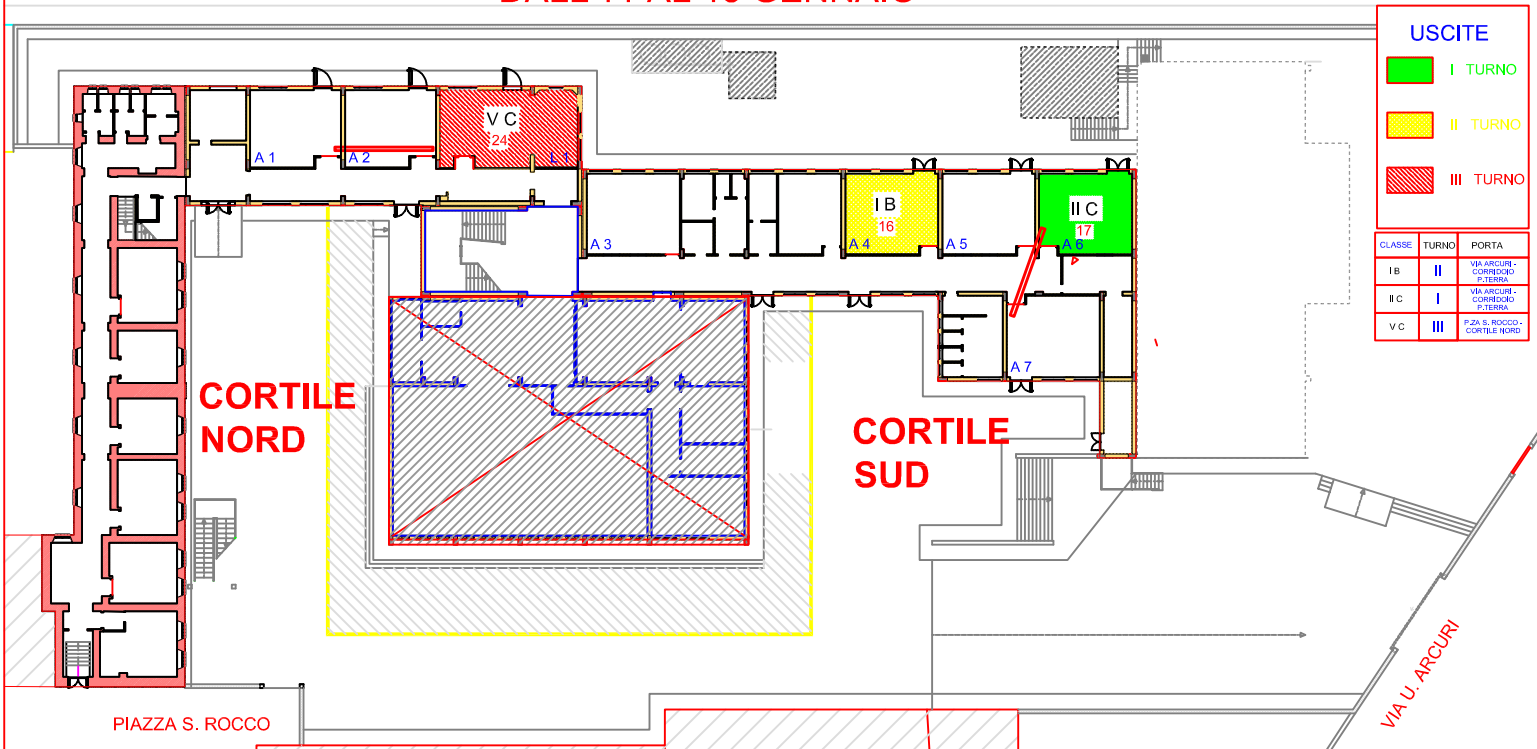 USCITE
I TURNO
II TURNO
III TURNO
CLASSE TURNO PORTA
I B II VIA ARCURI - CORRIDOIO P.TERRA
II C I VIA ARCURI - CORRIDOIO P.TERRA
V C III P.ZA S. ROCCO - CORTILE NORD
V C
24
A 1
A 2
L 1
I B
16
II C
17
A 3
A 4
A 5
A 6
A 7
CORTILE
NORD
CORTILE
SUD
PIAZZA S. ROCCO
VIA U. ARCURI